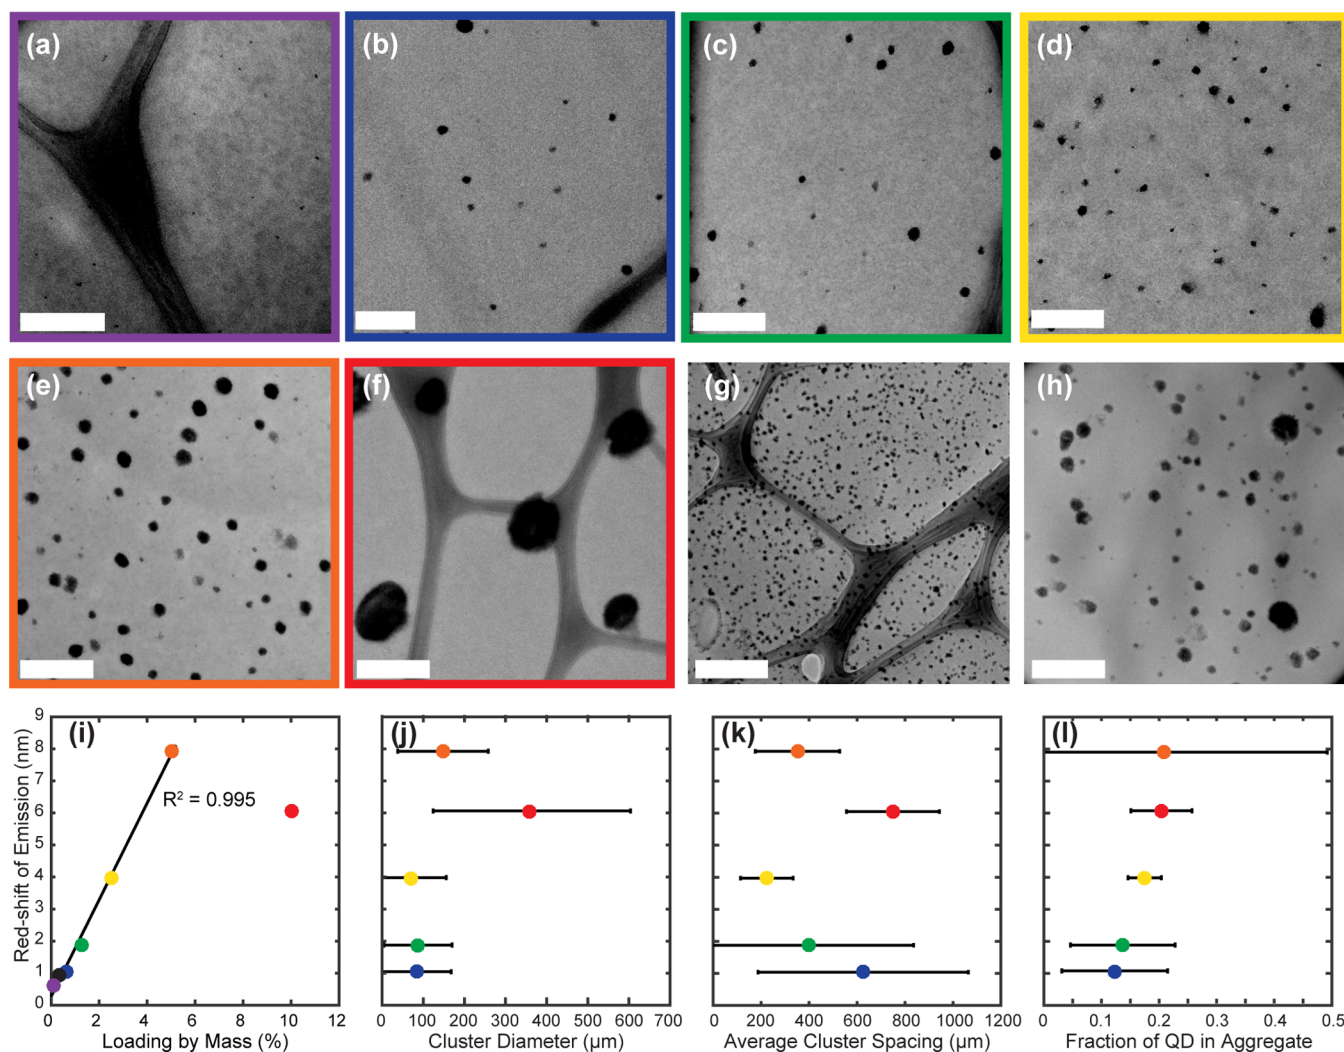 (a)
(b)
(c)
(d)
(e)
(f)
(g)
(h)
Red-shift of Emission (nm)
9
8
7
6
5
4
3
2
1
0
(i)
R² = 0.995
0 2 4 6 8 10 12
Loading by Mass (%)
(j)
0 100 200 300 400 500 600 700
Cluster Diameter (µm)
(k)
0 200 400 600 800 1000 1200
Average Cluster Spacing (µm)
(l)
0 0.1 0.2 0.3 0.4 0.5
Fraction of QD in Aggregate